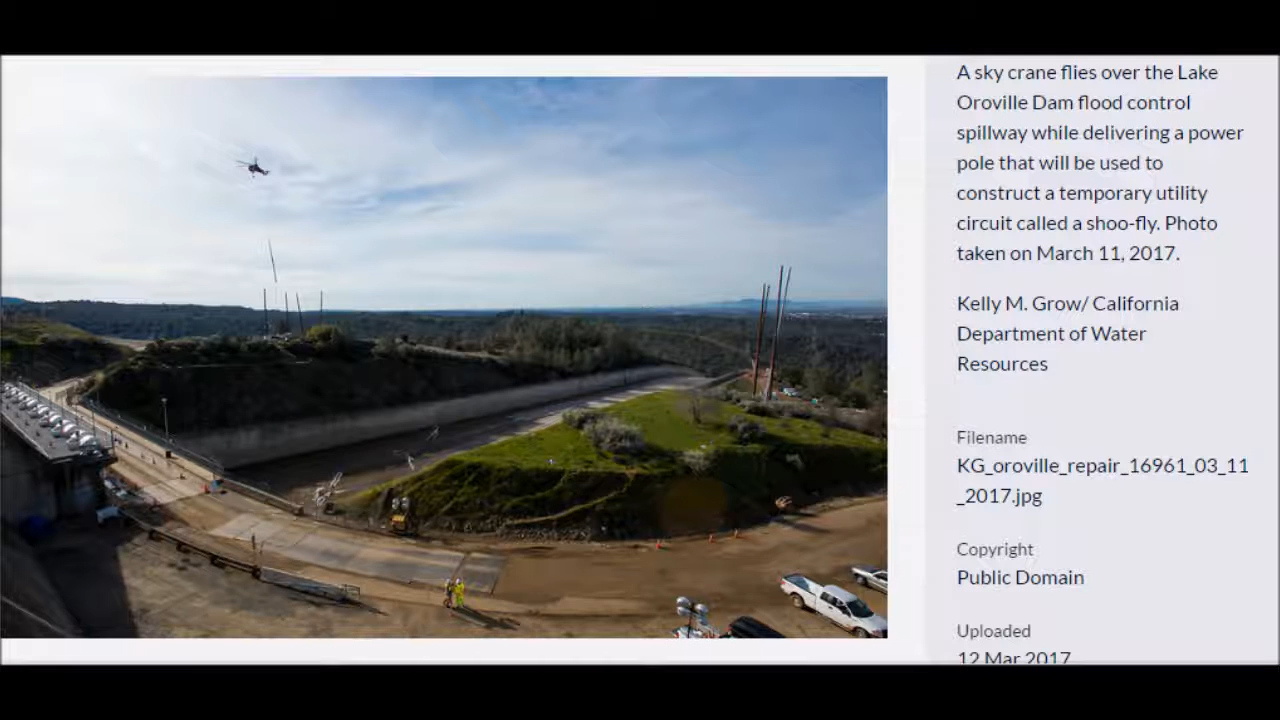 A sky crane flies over the Lake
Oroville Dam flood control
spillway while delivering a power
pole that will be used to
construct a temporary utility
circuit called a shoo-fly. Photo
taken on March 11, 2017.
Kelly M. Grow/ California
Department of Water
Resources
Filename
KG_oroville_repair_16961_03_11
_2017.jpg
Copyright
Public Domain
Uploaded
12 Mar 2017